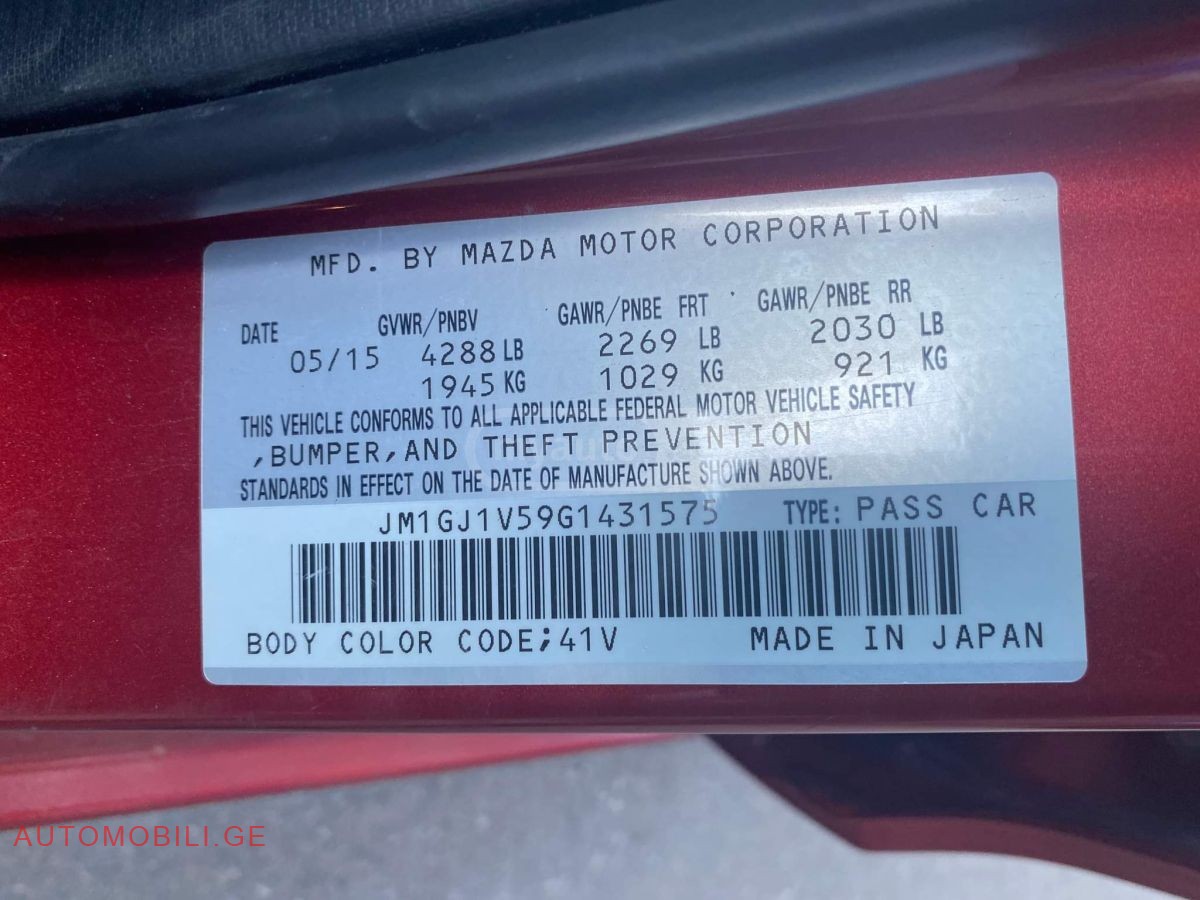 MFD. BY MAZDA MOTOR CORPORATION
DATE GVWR/PNBV GAWR/PNBE FRT GAWR/PNBE RR
05/15 4288 LB 2269 LB 2030 LB
1945 KG 1029 KG 921 KG
THIS VEHICLE CONFORMS TO ALL APPLICABLE FEDERAL MOTOR VEHICLE SAFETY
,BUMPER,AND THEFT PREVENTION
STANDARDS IN EFFECT ON THE DATE OF MANUFACTURE SHOWN ABOVE.
JM1GJ1V59G1431575 TYPE: PASS CAR
BODY COLOR CODE;41V MADE IN JAPAN
AUTOMOBILI.GE